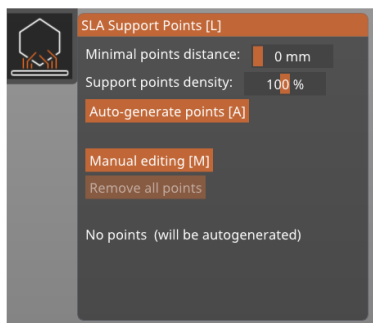 SLA Support Points [L]
Minimal points distance: 0 mm
Support points density: 100 %
Auto-generate points [A]
Manual editing [M]
Remove all points
No points  (will be autogenerated)